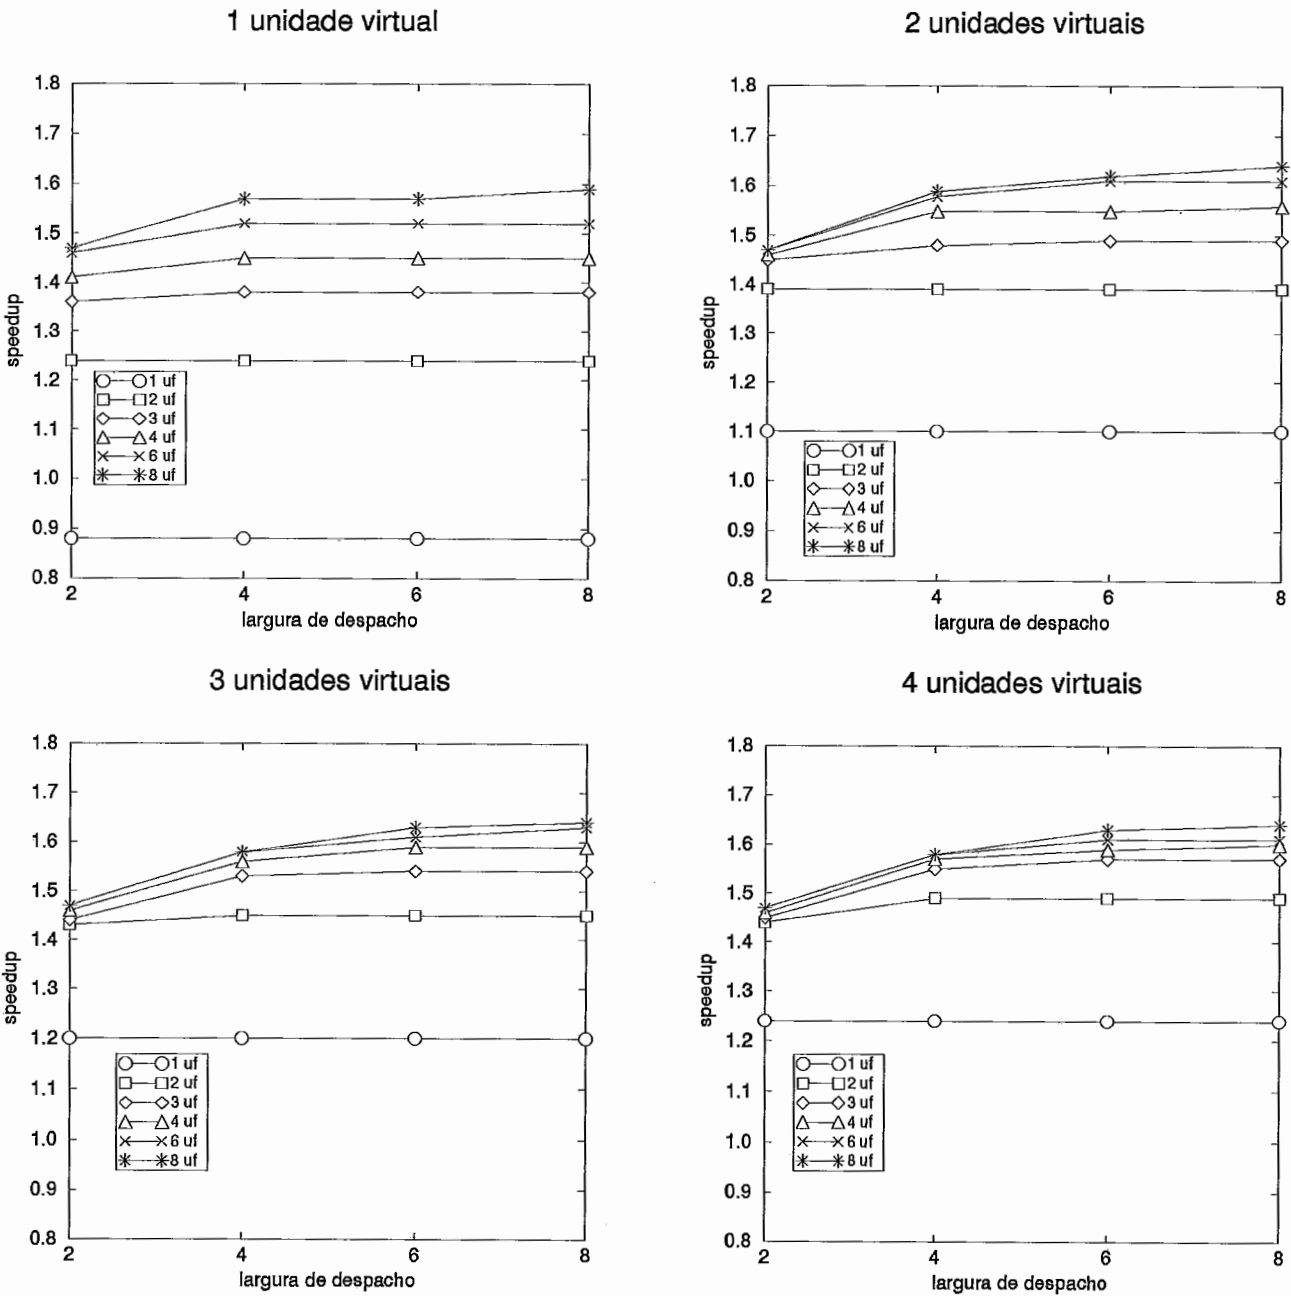 1 unidade virtual
1.8
1.7
1.6
1.5
1.4
1.3
1.2
1.1
1.0
0.9
0.8
speedup
1 uf
2 uf
3 uf
4 uf
6 uf
8 uf
2 4 6 8
largura de despacho
2 unidades virtuais
1.8
1.7
1.6
1.5
1.4
1.3
1.2
1.1
1.0
0.9
0.8
speedup
1 uf
2 uf
3 uf
4 uf
6 uf
8 uf
2 4 6 8
largura de despacho
3 unidades virtuais
1.8
1.7
1.6
1.5
1.4
1.3
1.2
1.1
1.0
0.9
0.8
speedup
1 uf
2 uf
3 uf
4 uf
6 uf
8 uf
2 4 6 8
largura de despacho
4 unidades virtuais
1.8
1.7
1.6
1.5
1.4
1.3
1.2
1.1
1.0
0.9
0.8
speedup
1 uf
2 uf
3 uf
4 uf
6 uf
8 uf
2 4 6 8
largura de despacho